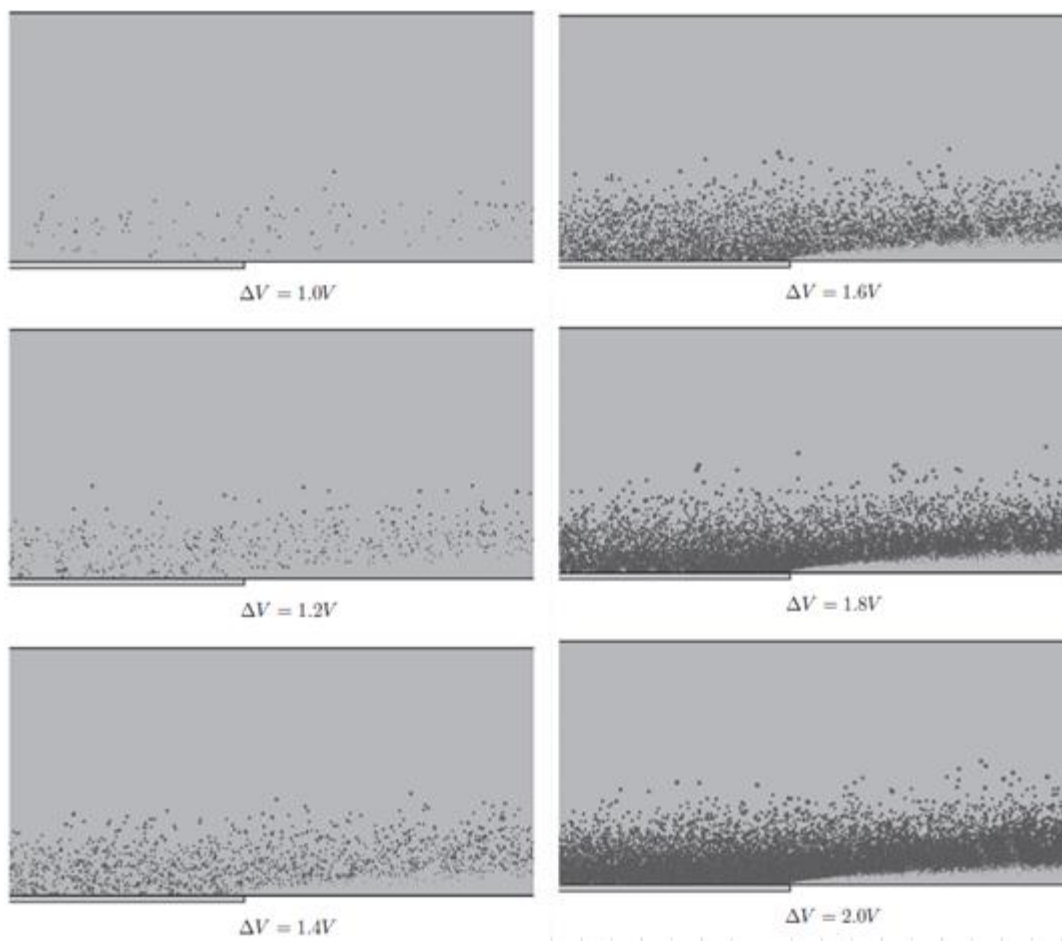 ΔV = 1.0V
ΔV = 1.6V
ΔV = 1.2V
ΔV = 1.8V
ΔV = 1.4V
ΔV = 2.0V